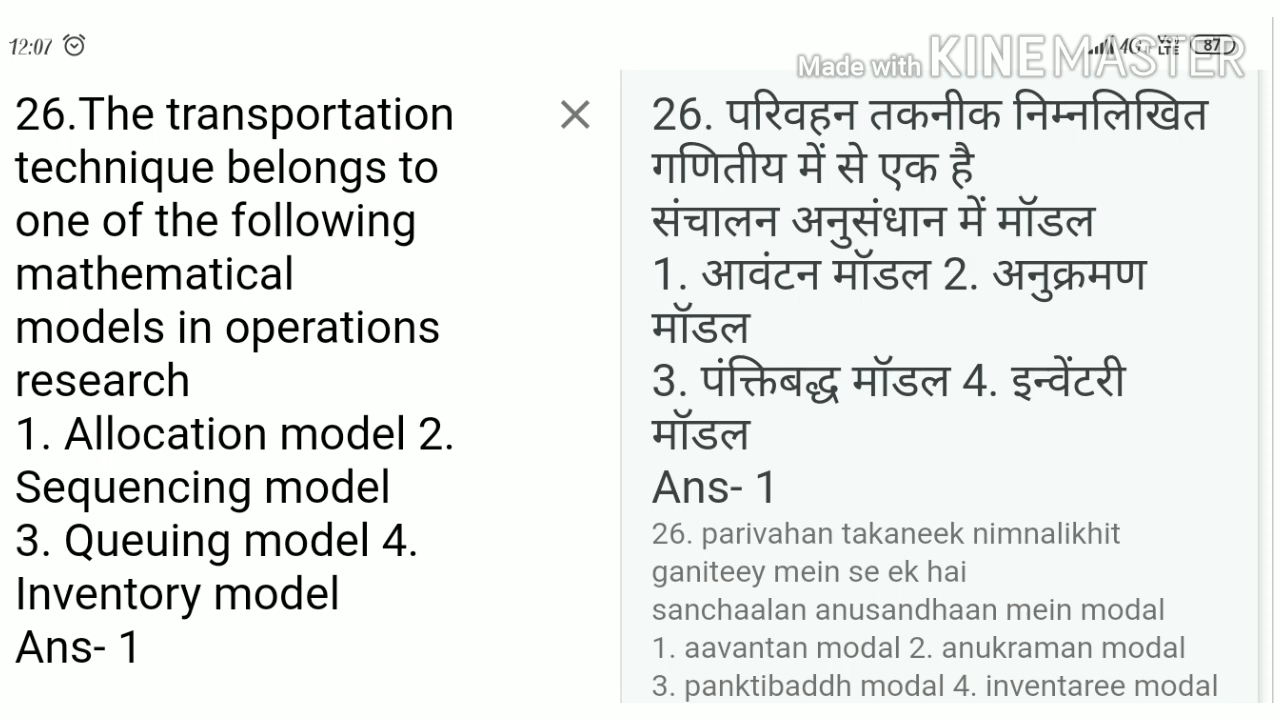 12:07
Made with KINEMASTER
4G VoLTE 87
26.The transportation
technique belongs to
one of the following
mathematical
models in operations
research
1. Allocation model 2.
Sequencing model
3. Queuing model 4.
Inventory model
Ans- 1
26. परिवहन तकनीक निम्नलिखित
गणितीय में से एक है
संचालन अनुसंधान में मॉडल
1. आवंटन मॉडल 2. अनुक्रमण
मॉडल
3. पंक्तिबद्ध मॉडल 4. इन्वेंटरी
मॉडल
Ans- 1
26. parivahan takaneek nimnalikhit
ganiteey mein se ek hai
sanchaalan anusandhaan mein modal
1. aavantan modal 2. anukraman modal
3. panktibaddh modal 4. inventaree modal